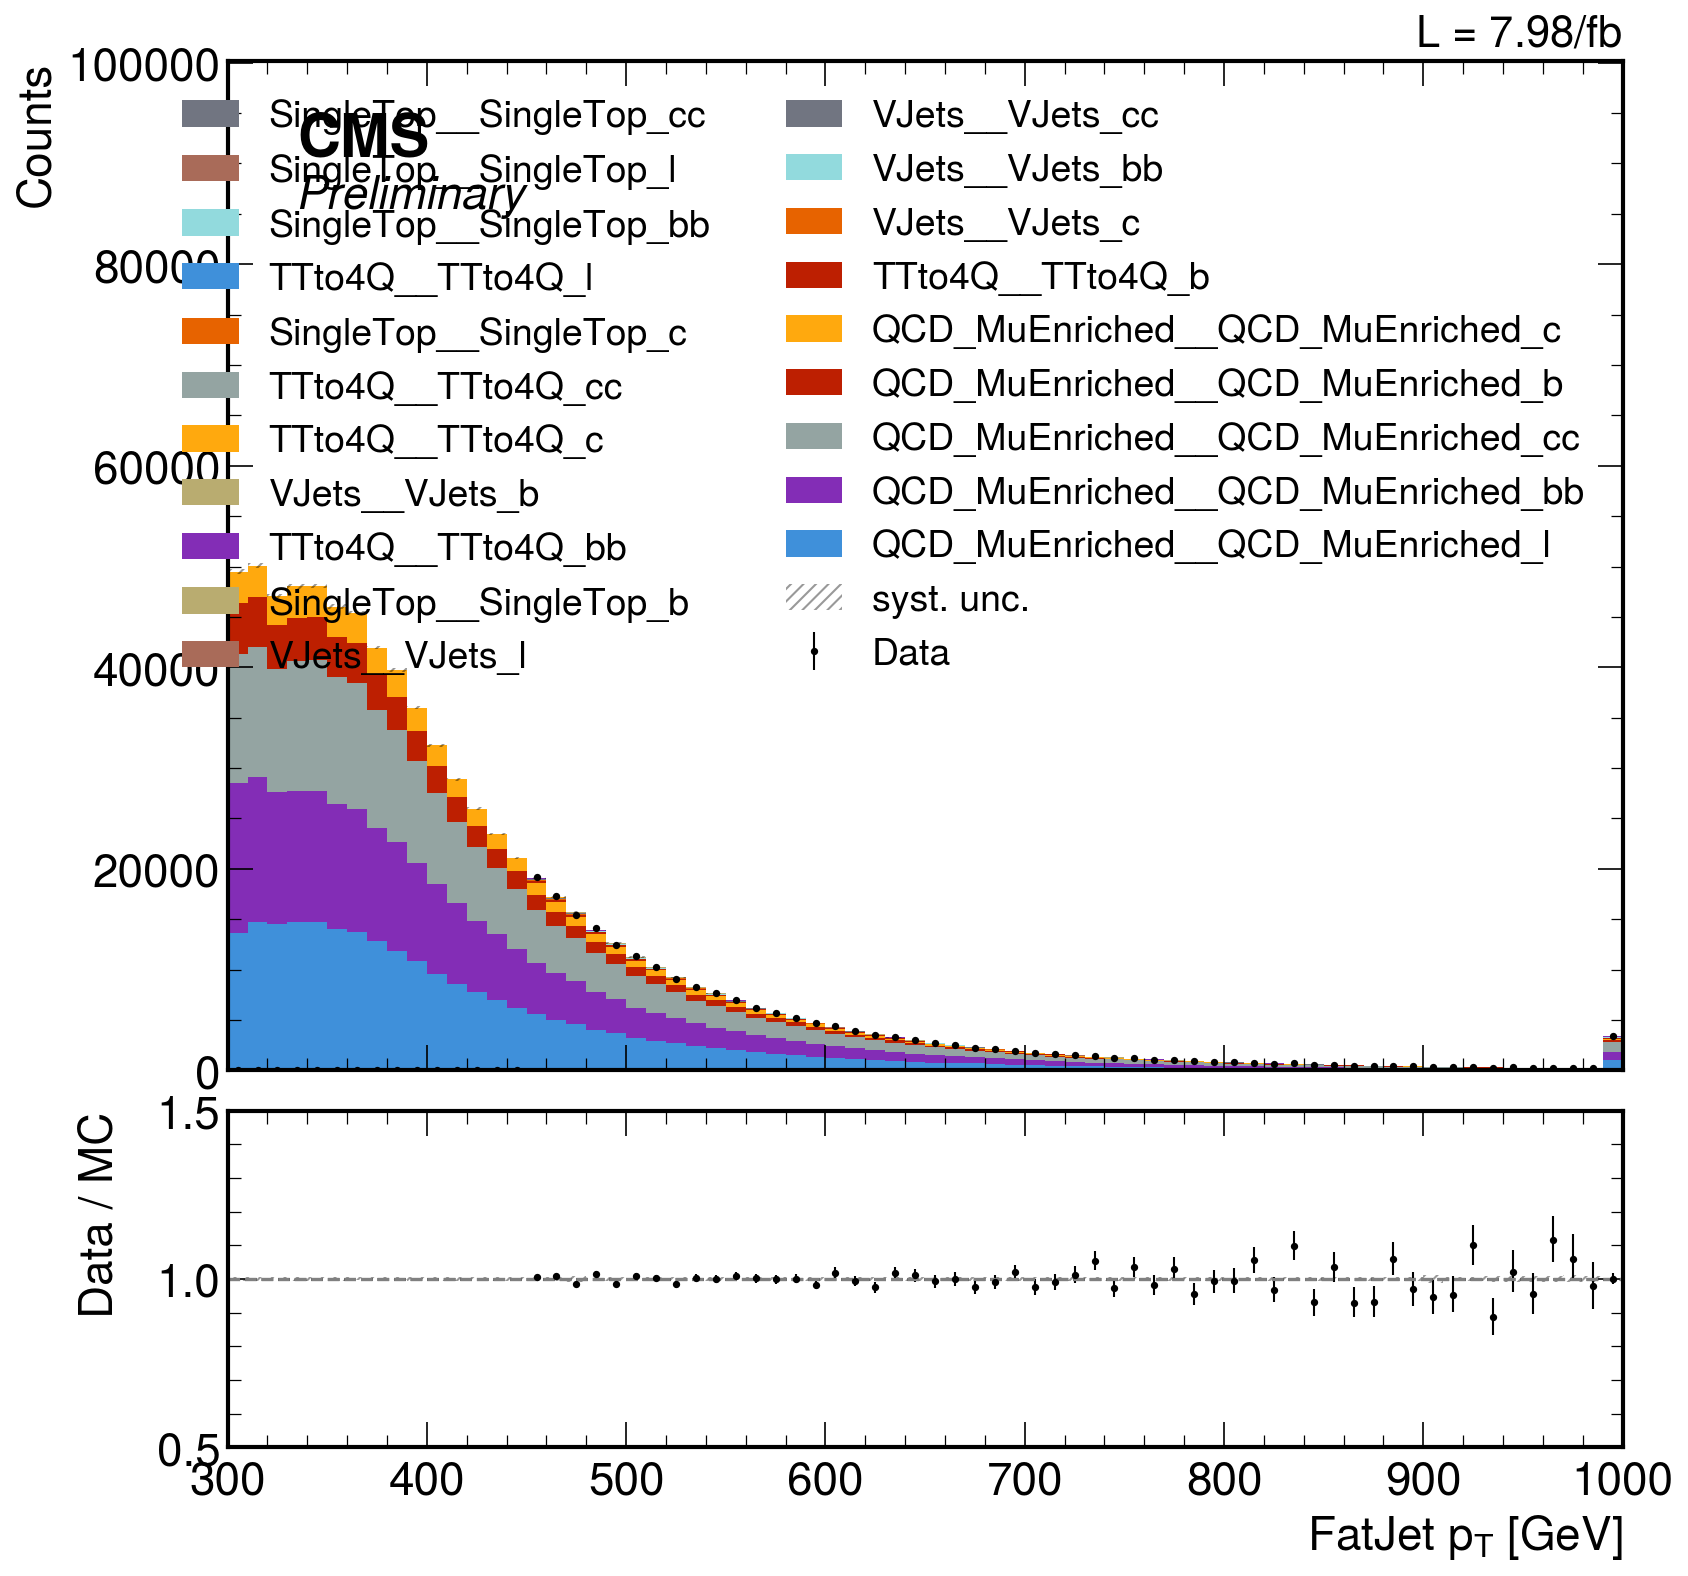 L = 7.98/fb
Counts
100000
80000
60000
40000
20000
0
CMS
Preliminary
SingleTop__SingleTop_cc
SingleTop__SingleTop_l
SingleTop__SingleTop_bb
TTto4Q__TTto4Q_l
SingleTop__SingleTop_c
TTto4Q__TTto4Q_cc
TTto4Q__TTto4Q_c
VJets__VJets_b
TTto4Q__TTto4Q_bb
SingleTop__SingleTop_b
VJets__VJets_l
VJets__VJets_cc
VJets__VJets_bb
VJets__VJets_c
TTto4Q__TTto4Q_b
QCD_MuEnriched__QCD_MuEnriched_c
QCD_MuEnriched__QCD_MuEnriched_b
QCD_MuEnriched__QCD_MuEnriched_cc
QCD_MuEnriched__QCD_MuEnriched_bb
QCD_MuEnriched__QCD_MuEnriched_l
syst. unc.
Data
Data / MC
1.5
1.0
0.5
300 400 500 600 700 800 900 1000
FatJet p_T [GeV]